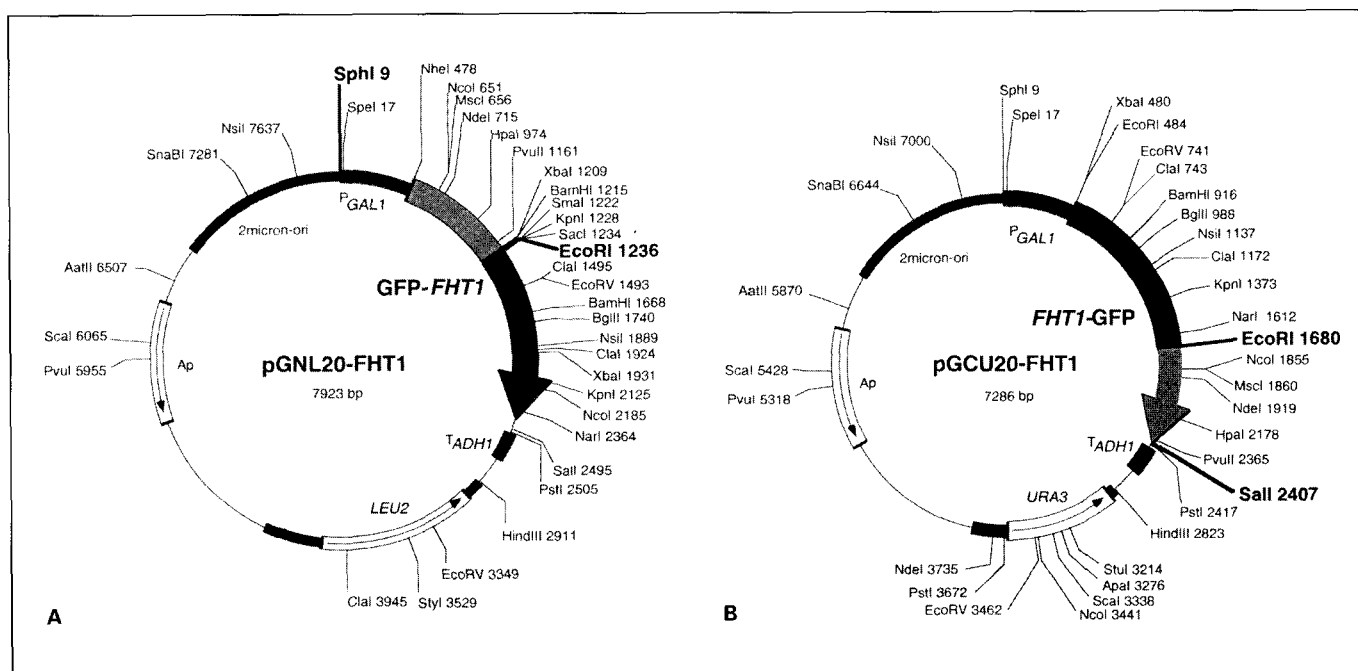 SphI 9
SpeI 17
NheI 478
NcoI 651
MscI 656
NdeI 715
HpaI 974
PvuII 1161
XbaI 1209
BamHI 1215
SmaI 1222
KpnI 1228
SacI 1234
EcoRI 1236
ClaI 1495
EcoRV 1493
BamHI 1668
BglII 1740
NsiI 1889
ClaI 1924
XbaI 1931
KpnI 2125
NcoI 2185
NarI 2364
SalI 2495
PstI 2505
HindIII 2911
EcoRV 3349
StyI 3529
ClaI 3945
PvuI 5955
ScaI 6065
AatII 6507
SnaBI 7281
NsiI 7637
PGAL1
2micron-ori
GFP-FHT1
Ap
pGNL20-FHT1
7923 bp
TADH1
LEU2
A
SphI 9
SpeI 17
XbaI 480
EcoRI 484
EcoRV 741
ClaI 743
BamHI 916
BglII 988
NsiI 1137
ClaI 1172
KpnI 1373
NarI 1612
EcoRI 1680
NcoI 1855
MscI 1860
NdeI 1919
HpaI 2178
PvuII 2365
SalI 2407
PstI 2417
HindIII 2823
StuI 3214
ApaI 3276
ScaI 3338
NcoI 3441
EcoRV 3462
PstI 3672
NdeI 3735
PvuI 5318
ScaI 5428
AatII 5870
SnaBI 6644
NsiI 7000
PGAL1
2micron-ori
FHT1-GFP
Ap
pGCU20-FHT1
7286 bp
TADH1
URA3
B